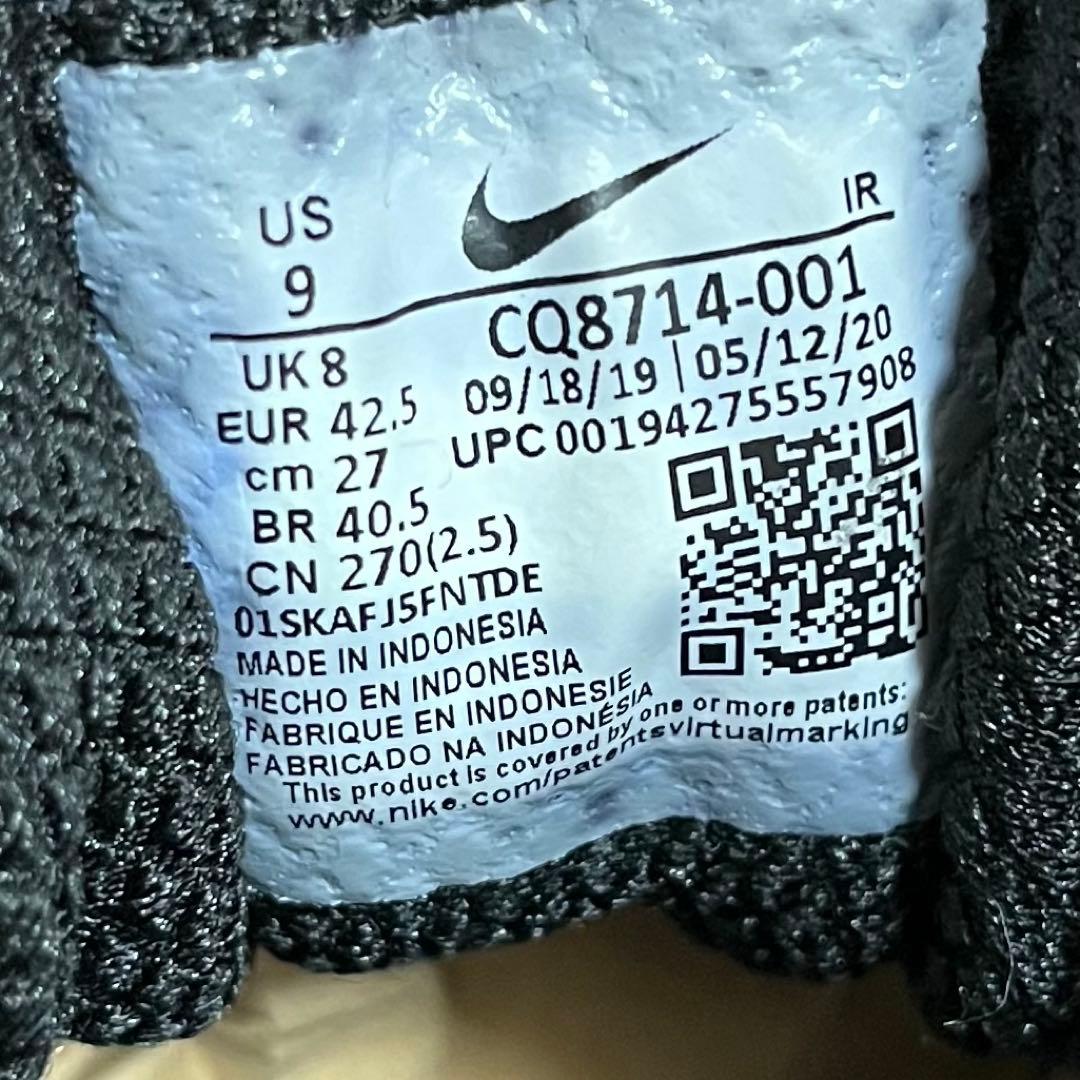 US
9
IR
UK 8
EUR 42.5
cm 27
BR 40.5
CN 270(2.5)
CQ8714-001
09/18/19 | 05/12/20
UPC 00194275557908
01SKAFJ5FNTDE
MADE IN INDONESIA
HECHO EN INDONESIA
FABRIQUE EN INDONESIE
FABRICADO NA INDONÉSIA
This product is covered by one or more patents:
www.nike.com/patentsvirtualmarking